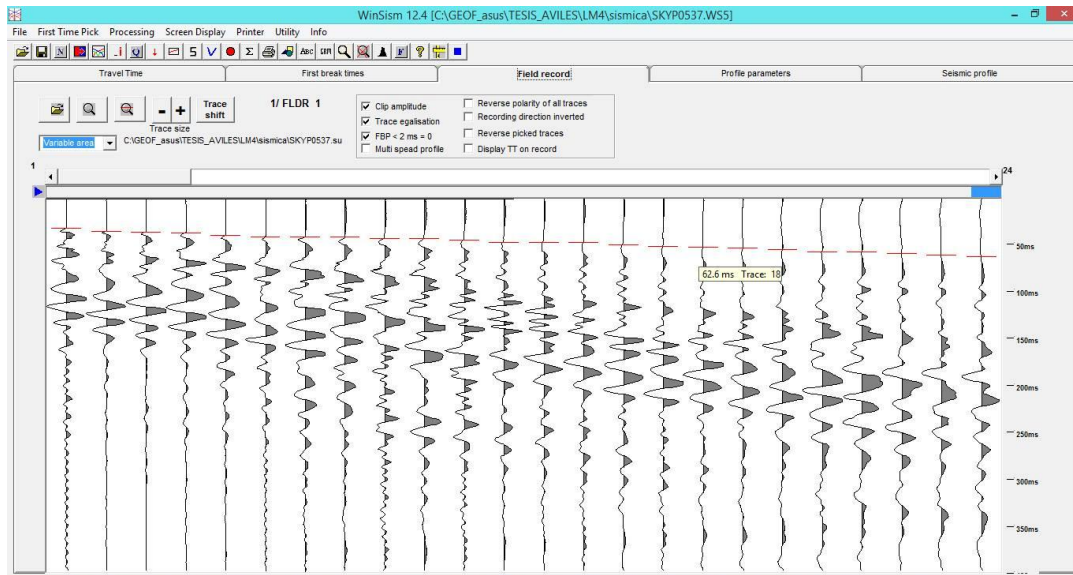 WinSism 12.4 [C:\GEOF_asus\TESIS_AVILES\LM4\sismica\SKYP0537.WS5]
File First Time Pick Processing Screen Display Printer Utility Info
Travel Time First break times Field record Profile parameters Seismic profile
Trace size
Trace shift
1/ FLDR 1
Clip amplitude
Trace egalisation
FBP < 2 ms = 0
Multi spead profile
Reverse polarity of all traces
Recording direction inverted
Reverse picked traces
Display TT on record
Variable area
C:\GEOF_asus\TESIS_AVILES\LM4\sismica\SKYP0537.su
1
24
50ms
62.6 ms Trace: 18
100ms
150ms
200ms
250ms
300ms
350ms